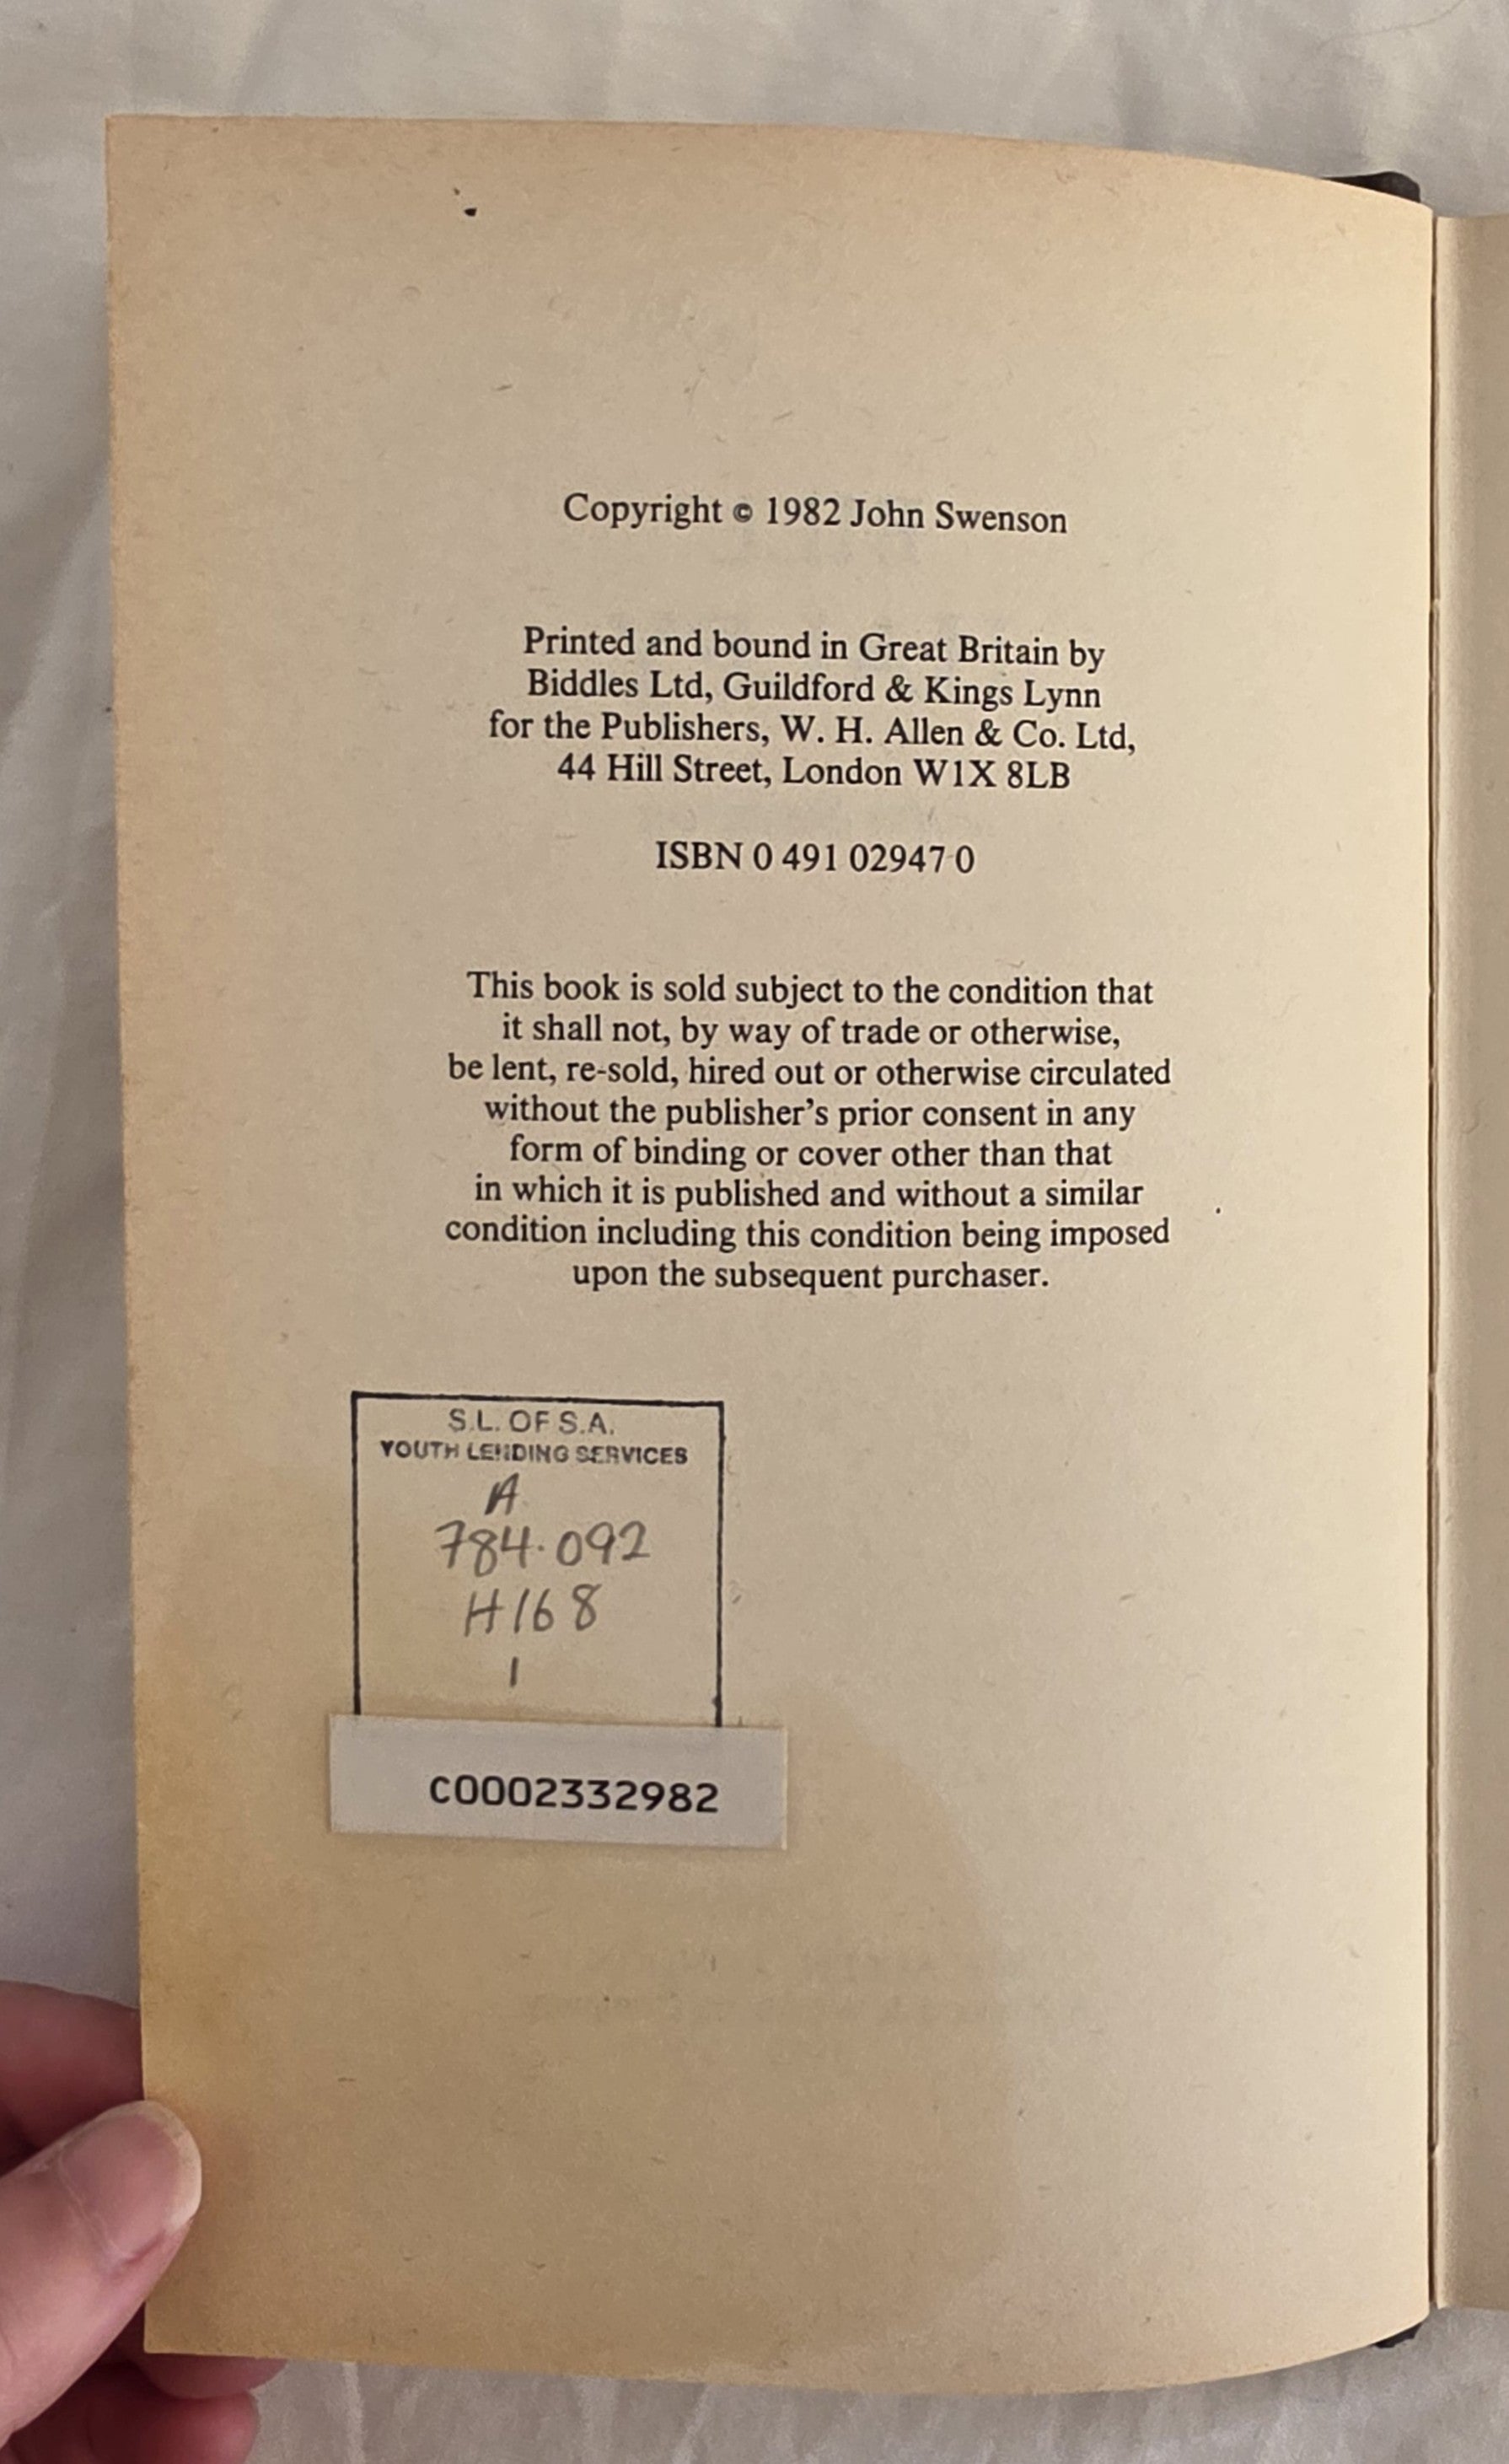 Copyright © 1982 John Swenson
Printed and bound in Great Britain by
Biddles Ltd, Guildford & Kings Lynn
for the Publishers, W. H. Allen & Co. Ltd,
44 Hill Street, London W1X 8LB
ISBN 0 491 02947 0
This book is sold subject to the condition that
it shall not, by way of trade or otherwise,
be lent, re-sold, hired out or otherwise circulated
without the publisher's prior consent in any
form of binding or cover other than that
in which it is published and without a similar
condition including this condition being imposed
upon the subsequent purchaser.
S.L. OF S.A.
YOUTH LENDING SERVICES
A
784.092
H168
1
C0002332982